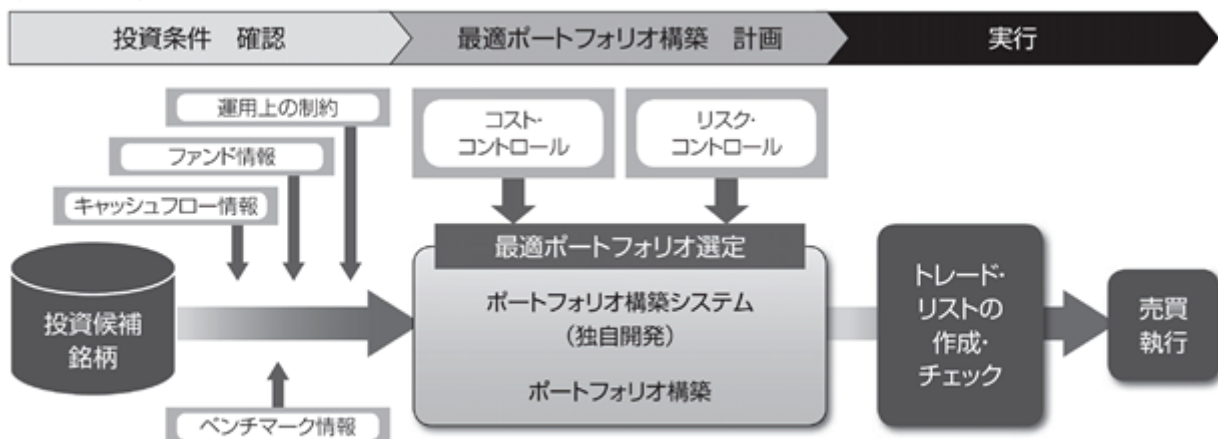 投資条件 確認
最適ポートフォリオ構築 計画
実行
運用上の制約
ファンド情報
キャッシュフロー情報
コスト・
コントロール
リスク・
コントロール
投資候補
銘柄
ベンチマーク情報
最適ポートフォリオ選定
ポートフォリオ構築システム
（独自開発）
ポートフォリオ構築
トレード・
リストの
作成・
チェック
売買
執行